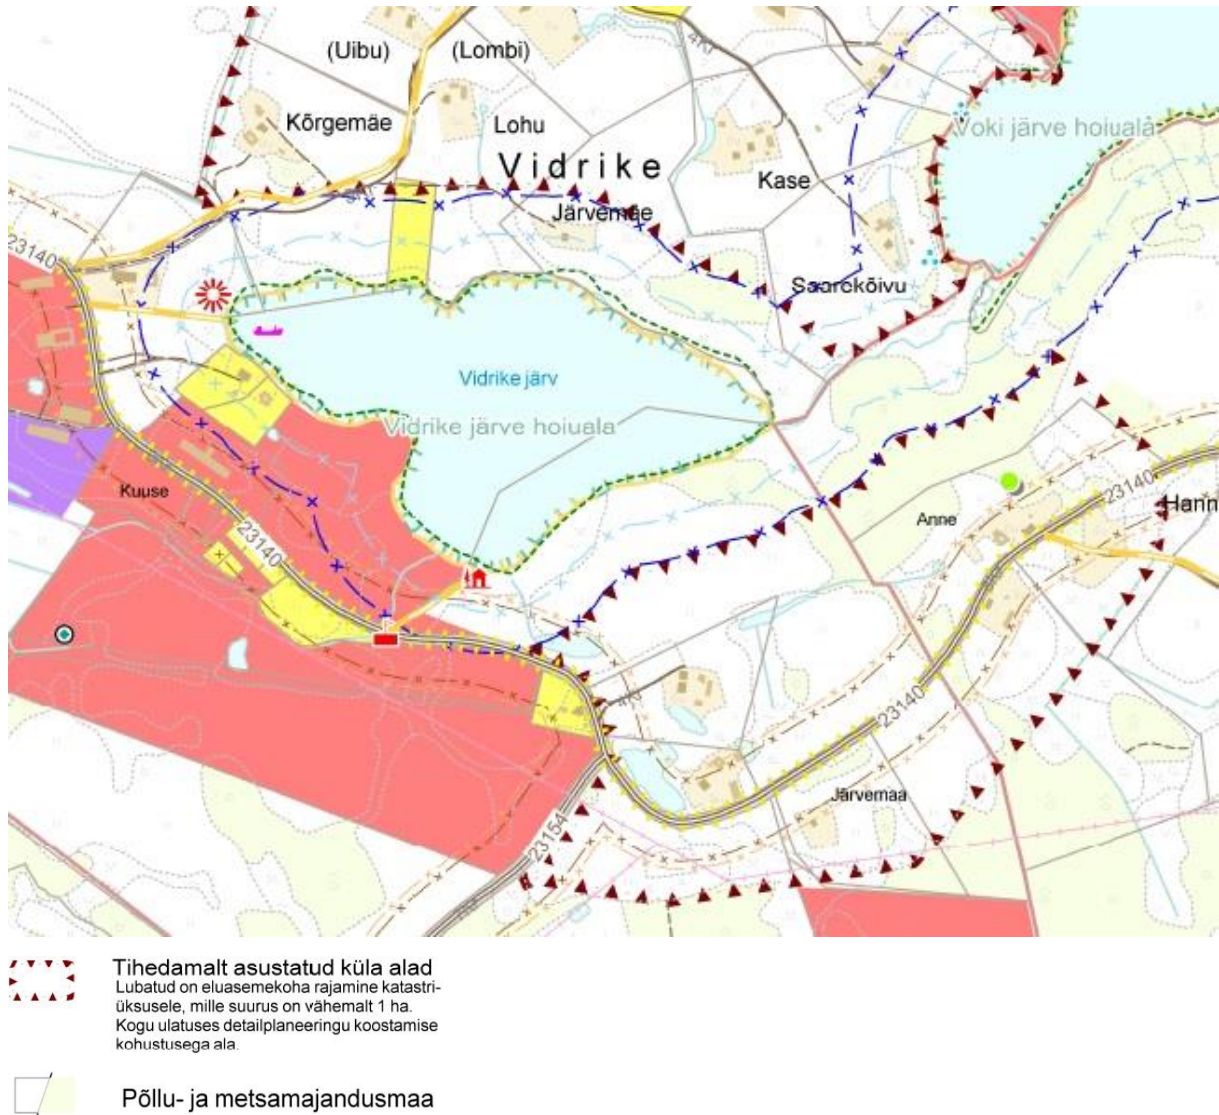 (Uibu)
(Lombi)
4Kr
Kõrgemäe
Lohu
Voki järve hoiuala
Vidrike
Kase
Järvemäe
23140
Saarekõivu
Vidrike järv
Vidrike järve hoiuala
Kuuse
23140
Anne
23140
Hann
23140
Järvemaa
23154
Tihedamalt asustatud küla alad
Lubatud on eluasemekoha rajamine katastri-
üksusele, mille suurus on vähemalt 1 ha.
Kogu ulatuses detailplaneeringu koostamise
kohustusega ala.
Põllu- ja metsamajandusmaa